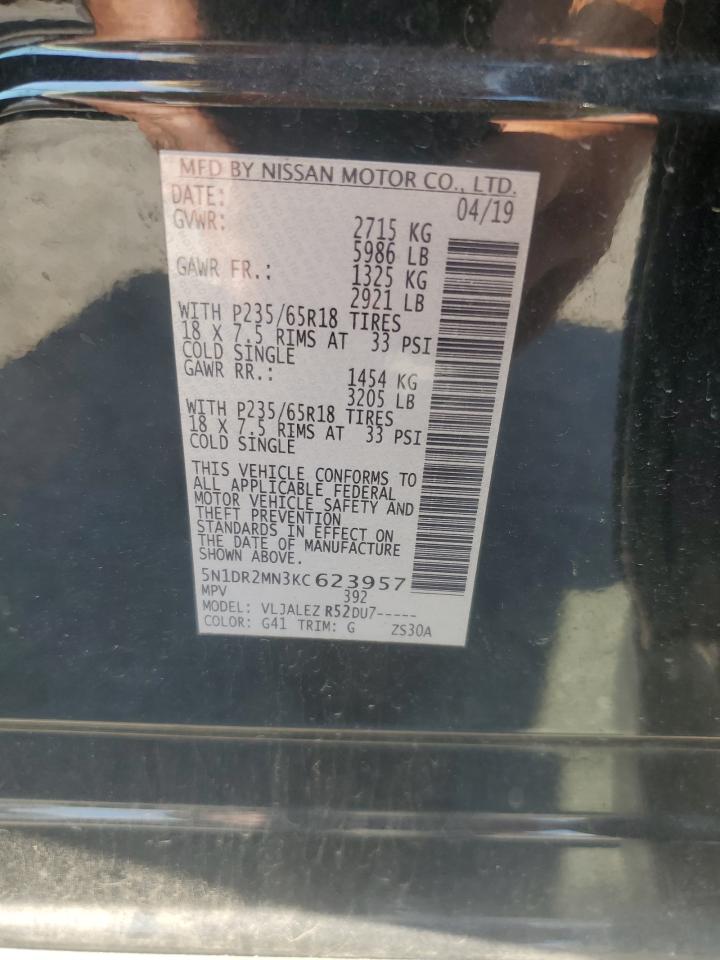 MFD BY NISSAN MOTOR CO., LTD.
DATE: 04/19
GVWR: 2715 KG
5986 LB
GAWR FR.: 1325 KG
2921 LB
WITH P235/65R18 TIRES
18 X 7.5 RIMS AT 33 PSI
COLD SINGLE
GAWR RR.: 1454 KG
3205 LB
WITH P235/65R18 TIRES
18 X 7.5 RIMS AT 33 PSI
COLD SINGLE
THIS VEHICLE CONFORMS TO
ALL APPLICABLE FEDERAL
MOTOR VEHICLE SAFETY AND
THEFT PREVENTION
STANDARDS IN EFFECT ON
THE DATE OF MANUFACTURE
SHOWN ABOVE.
5N1DR2MN3KC623957
MPV 392
MODEL: VLJALEZ R52DU7-----
COLOR: G41 TRIM: G ZS30A